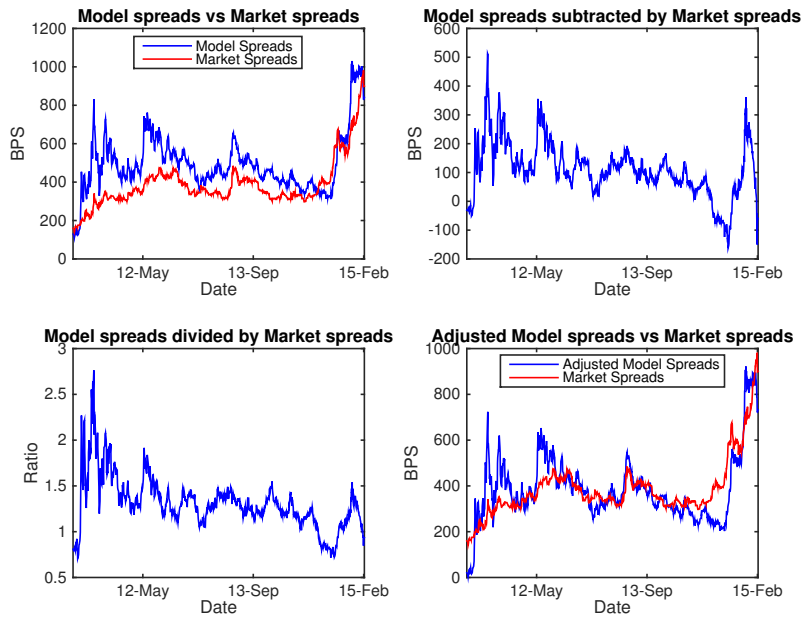 Model spreads vs Market spreads
Model Spreads
Market Spreads
1200
1000
800
600
400
200
0
BPS
12-May 13-Sep 15-Feb
Date
Model spreads subtracted by Market spreads
600
500
400
300
200
100
0
-100
-200
BPS
12-May 13-Sep 15-Feb
Date
Model spreads divided by Market spreads
3
2.5
2
1.5
1
0.5
Ratio
12-May 13-Sep 15-Feb
Date
Adjusted Model spreads vs Market spreads
Adjusted Model Spreads
Market Spreads
1000
800
600
400
200
0
BPS
12-May 13-Sep 15-Feb
Date